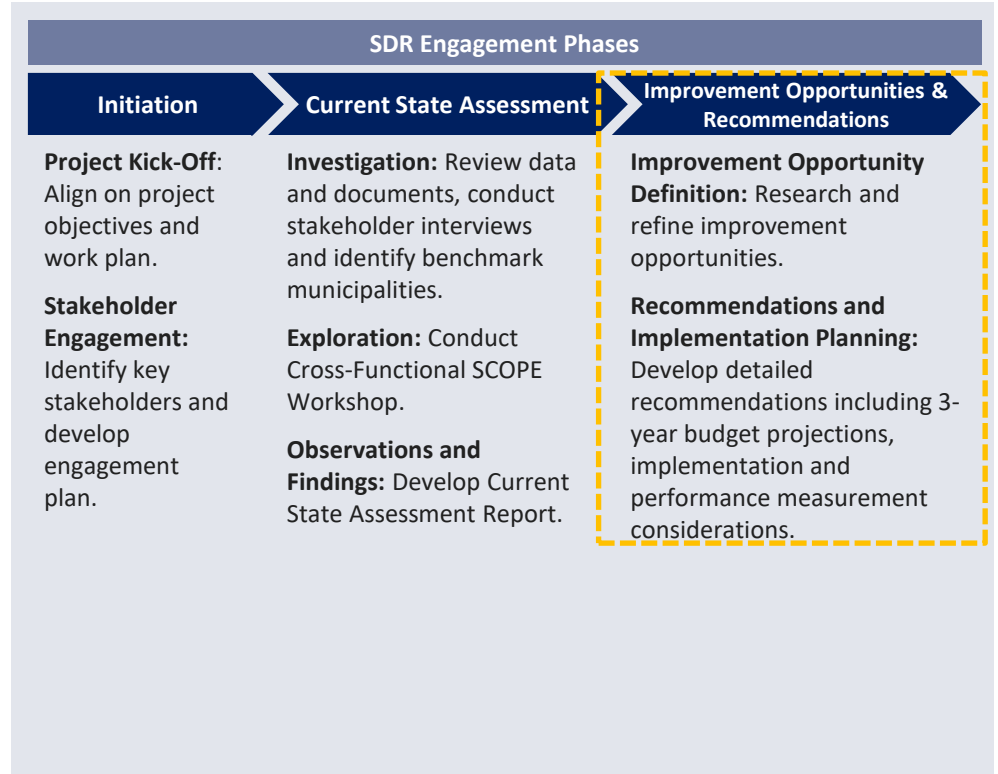 SDR Engagement Phases
Initiation
Current State Assessment
Improvement Opportunities &
Recommendations
Project Kick-Off:
Align on project
objectives and
work plan.
Stakeholder
Engagement:
Identify key
stakeholders and
develop
engagement
plan.
Investigation: Review data
and documents, conduct
stakeholder interviews
and identify benchmark
municipalities.
Exploration: Conduct
Cross-Functional SCOPE
Workshop.
Observations and
Findings: Develop Current
State Assessment Report.
Improvement Opportunity
Definition: Research and
refine improvement
opportunities.
Recommendations and
Implementation Planning:
Develop detailed
recommendations including 3-
year budget projections,
implementation and
performance measurement
considerations.